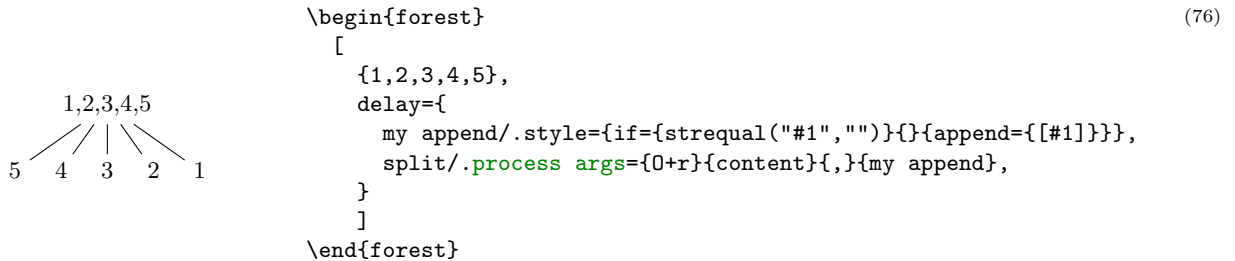 \begin{forest}
(76)
[
{1,2,3,4,5},
delay={
my append/.style={if={strequal("#1","")}{}{append={[#1]}}},
split/.process args={O+r}{content}{,}{my append},
}
]
\end{forest}
1,2,3,4,5
5 4 3 2 1